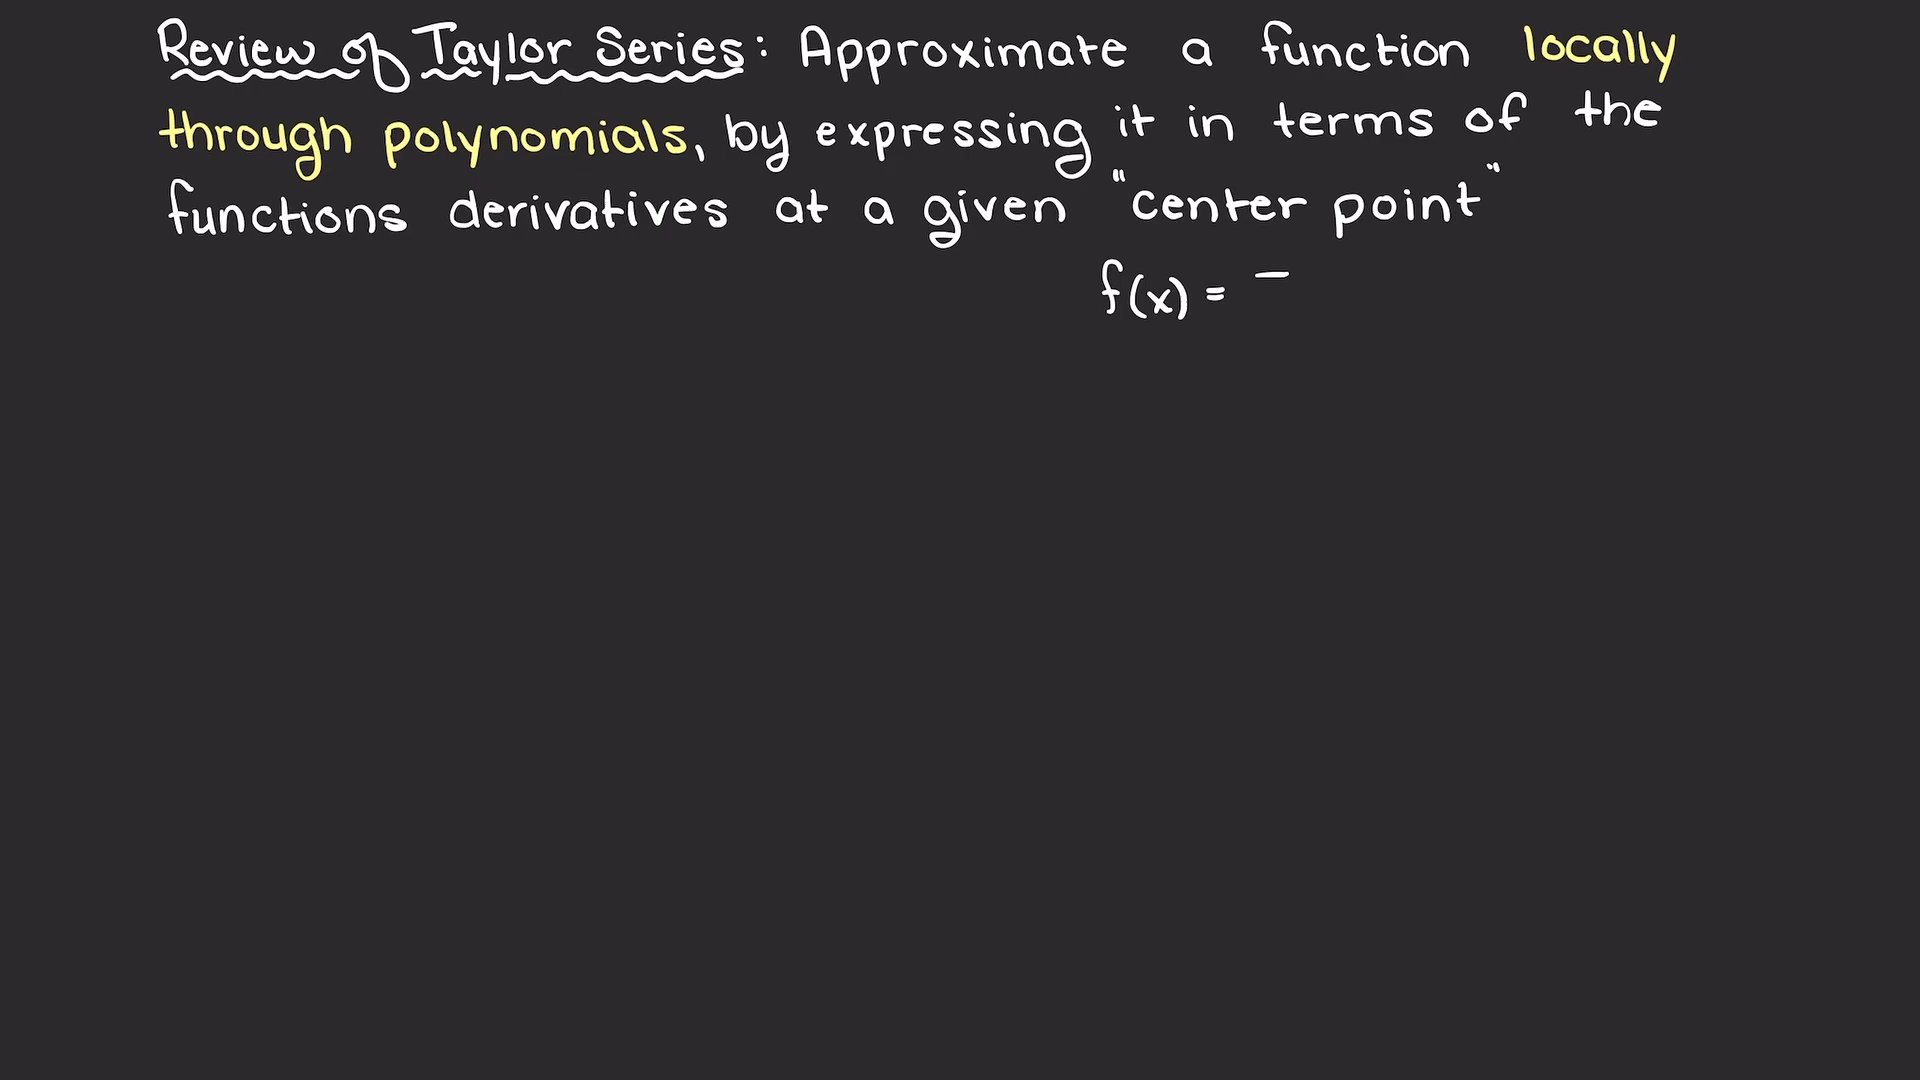 Review of Taylor Series: Approximate a function locally
through polynomials, by expressing it in terms of the
functions derivatives at a given "center point"
f(x) =